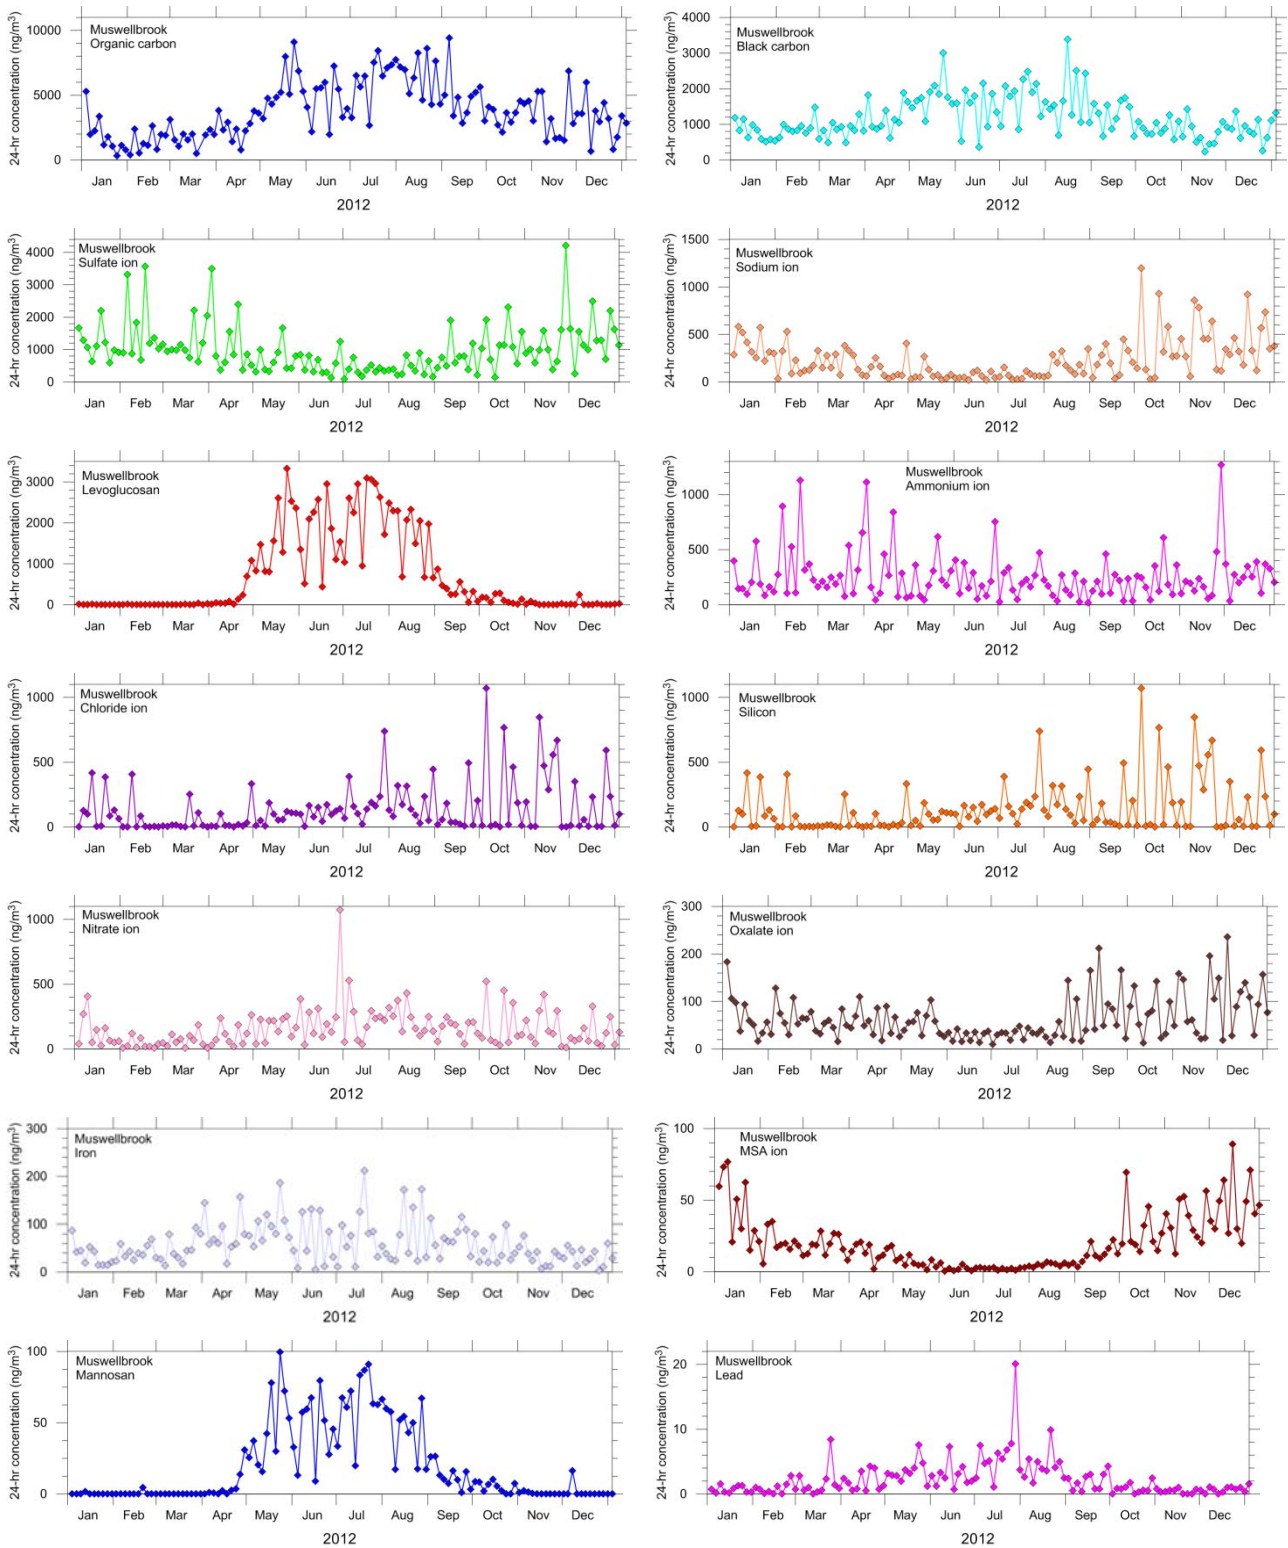 24-hr concentration (ng/m³)
10000
5000
0
Muswellbrook
Organic carbon
Jan Feb Mar Apr May Jun Jul Aug Sep Oct Nov Dec
2012
24-hr concentration (ng/m³)
4000
3000
2000
1000
0
Muswellbrook
Black carbon
Jan Feb Mar Apr May Jun Jul Aug Sep Oct Nov Dec
2012
24-hr concentration (ng/m³)
4000
3000
2000
1000
0
Muswellbrook
Sulfate ion
Jan Feb Mar Apr May Jun Jul Aug Sep Oct Nov Dec
2012
24-hr concentration (ng/m³)
1500
1000
500
0
Muswellbrook
Sodium ion
Jan Feb Mar Apr May Jun Jul Aug Sep Oct Nov Dec
2012
24-hr concentration (ng/m³)
3000
2000
1000
0
Muswellbrook
Levoglucosan
Jan Feb Mar Apr May Jun Jul Aug Sep Oct Nov Dec
2012
24-hr concentration (ng/m³)
1000
500
0
Muswellbrook
Ammonium ion
Jan Feb Mar Apr May Jun Jul Aug Sep Oct Nov Dec
2012
24-hr concentration (ng/m³)
1000
500
0
Muswellbrook
Chloride ion
Jan Feb Mar Apr May Jun Jul Aug Sep Oct Nov Dec
2012
24-hr concentration (ng/m³)
1000
500
0
Muswellbrook
Silicon
Jan Feb Mar Apr May Jun Jul Aug Sep Oct Nov Dec
2012
24-hr concentration (ng/m³)
1000
500
0
Muswellbrook
Nitrate ion
Jan Feb Mar Apr May Jun Jul Aug Sep Oct Nov Dec
2012
24-hr concentration (ng/m³)
300
200
100
0
Muswellbrook
Oxalate ion
Jan Feb Mar Apr May Jun Jul Aug Sep Oct Nov Dec
2012
24-hr concentration (ng/m³)
300
200
100
0
Muswellbrook
Iron
Jan Feb Mar Apr May Jun Jul Aug Sep Oct Nov Dec
2012
24-hr concentration (ng/m³)
100
50
0
Muswellbrook
MSA ion
Jan Feb Mar Apr May Jun Jul Aug Sep Oct Nov Dec
2012
24-hr concentration (ng/m³)
100
50
0
Muswellbrook
Mannosan
Jan Feb Mar Apr May Jun Jul Aug Sep Oct Nov Dec
2012
24-hr concentration (ng/m³)
20
10
0
Muswellbrook
Lead
Jan Feb Mar Apr May Jun Jul Aug Sep Oct Nov Dec
2012